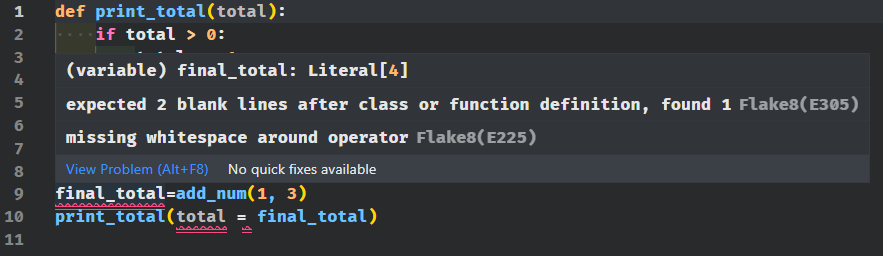 1 def print_total(total):
2 ····if total > 0:
3
4 (variable) final_total: Literal[4]
5 expected 2 blank lines after class or function definition, found 1 Flake8(E305)
6
7 missing whitespace around operator Flake8(E225)
8 View Problem (Alt+F8) No quick fixes available
9 final_total=add_num(1, 3)
10 print_total(total = final_total)
11